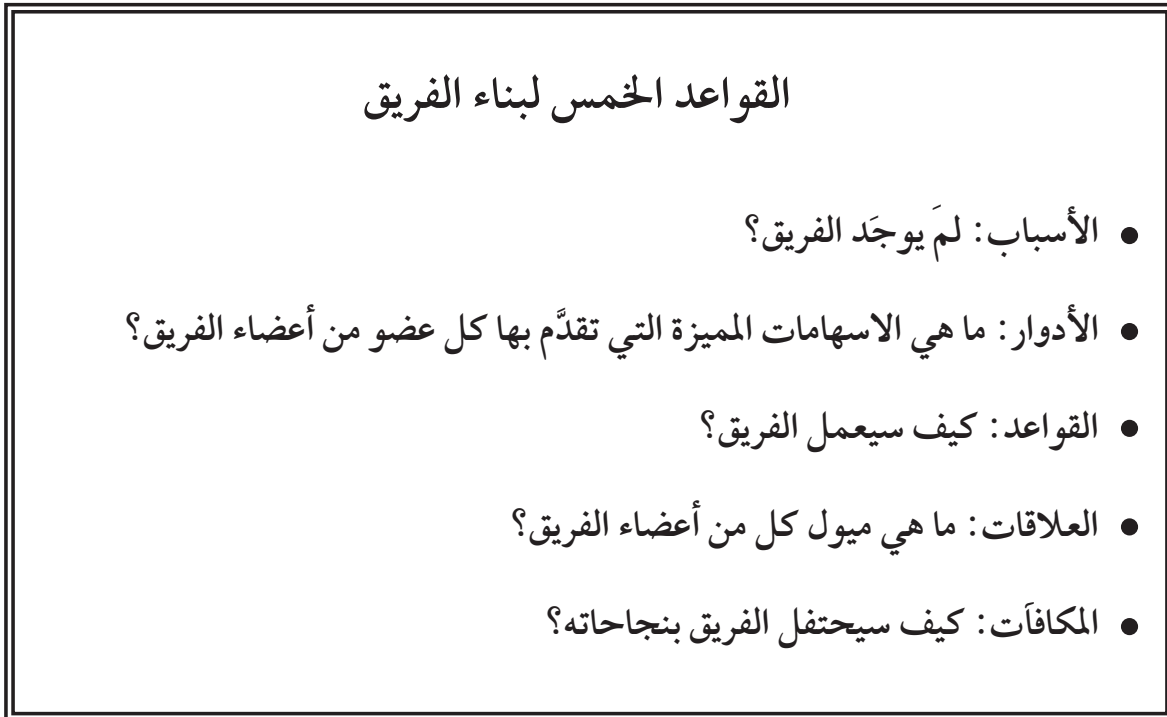 القواعد الخمس لبناء الفريق
• الأسباب: لمَ يوجَد الفريق؟
• الأدوار: ما هي الاسهامات المميزة التي تقدَّم بها كل عضو من أعضاء الفريق؟
• القواعد: كيف سيعمل الفريق؟
• العلاقات: ما هي ميول كل من أعضاء الفريق؟
• المكافآت: كيف سيحتفل الفريق بنجاحاته؟